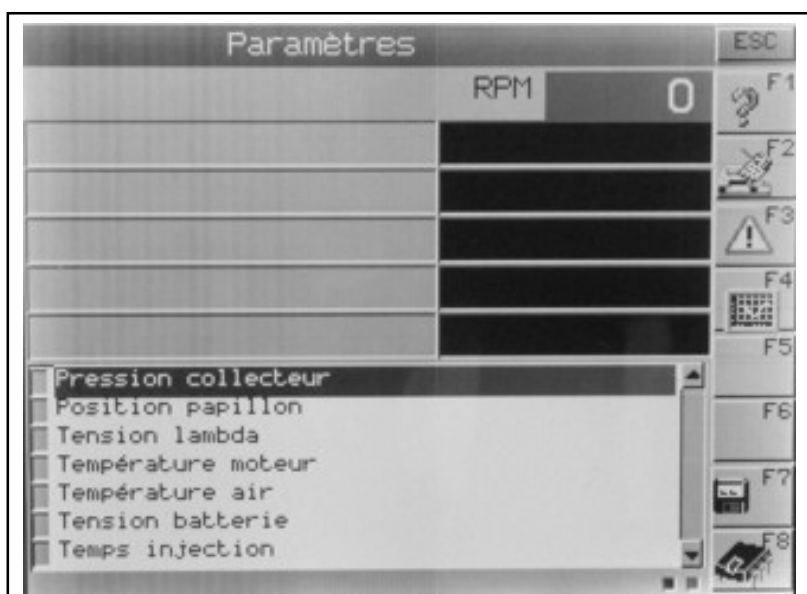 Paramètres
ESC
RPM 0
F1
F2
F3
F4
F5
F6
F7
F8
Pression collecteur
Position papillon
Tension lambda
Température moteur
Température air
Tension batterie
Temps injection